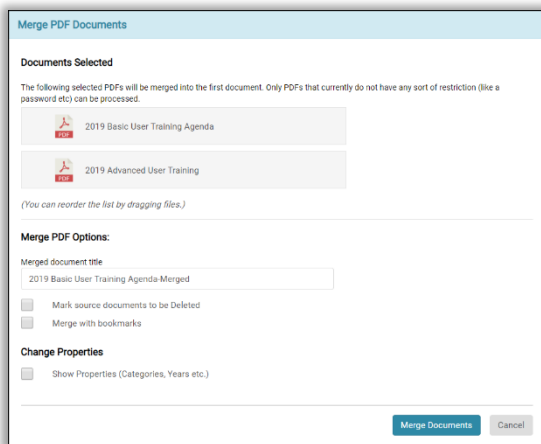 Merge PDF Documents
Documents Selected
The following selected PDFs will be merged into the first document. Only PDFs that currently do not have any sort of restriction (like a
password etc) can be processed.
PDF
2019 Basic User Training Agenda
PDF
2019 Advanced User Training
(You can reorder the list by dragging files.)
Merge PDF Options:
Merged document title
2019 Basic User Training Agenda-Merged
Mark source documents to be Deleted
Merge with bookmarks
Change Properties
Show Properties (Categories, Years etc.)
Merge Documents
Cancel